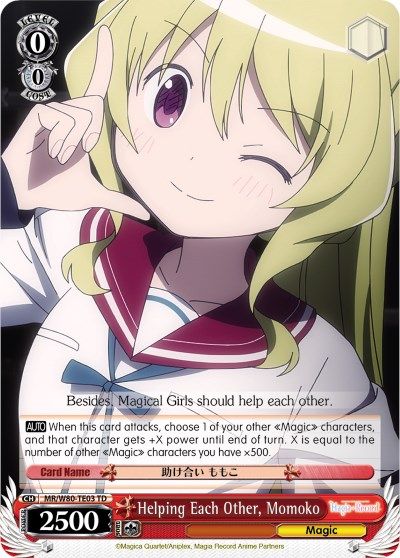 LEVEL
0
0
COST
Besides, Magical Girls should help each other.
AUTO When this card attacks, choose 1 of your other ≪Magic≫ characters,
and that character gets +X power until end of turn. X is equal to the
number of other ≪Magic≫ characters you have ×500.
Card Name 助け合い ももこ
CH MR/W80-TE03 TD
Helping Each Other, Momoko
POWER 2500
Magic
©Magica Quartet/Aniplex, Magia Record Anime Partners